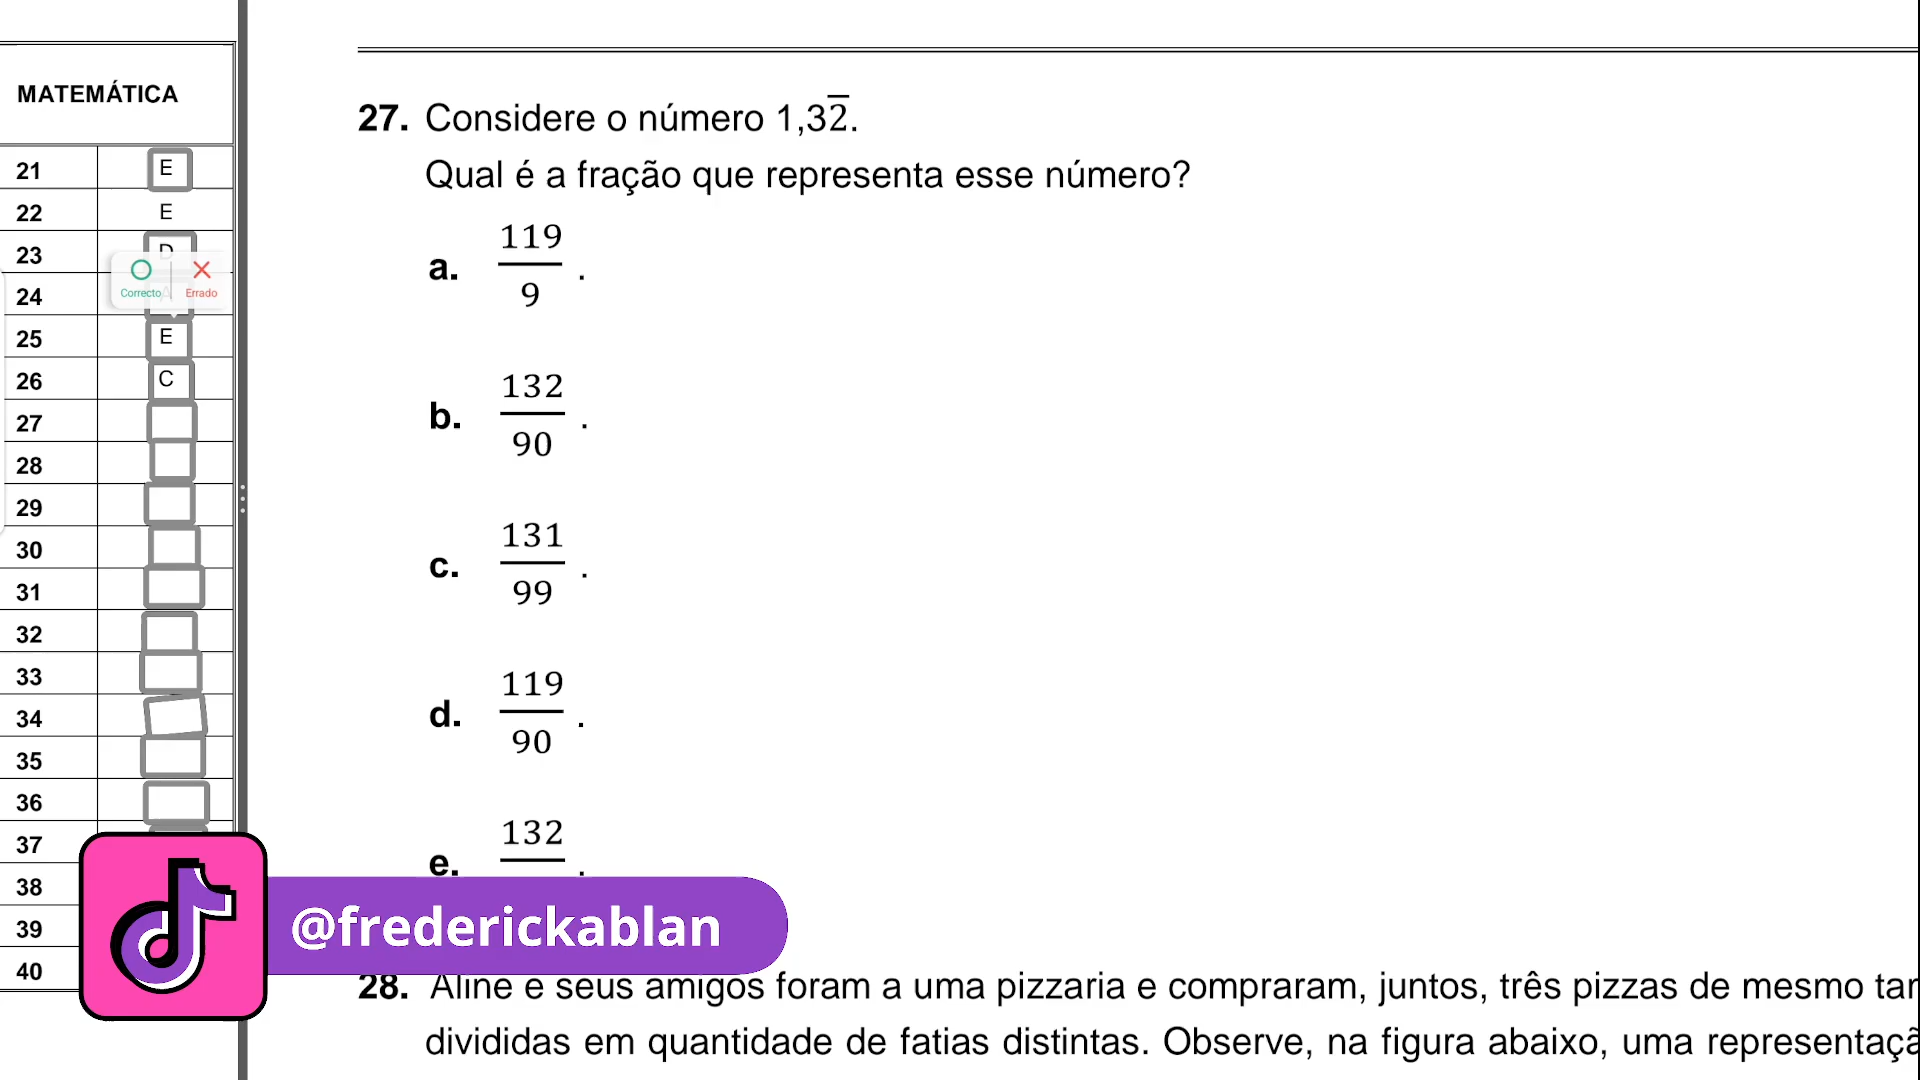 MATEMÁTICA
21 E
22 E
23 D
24
Correcto Errado
25 E
26 C
27
28
29
30
31
32
33
34
35
36
37
38
39
40
27. Considere o número 1,32̅.
Qual é a fração que representa esse número?
a. 119/9 .
b. 132/90 .
c. 131/99 .
d. 119/90 .
e. 132
@frederickablan
28. Aline e seus amigos foram a uma pizzaria e compraram, juntos, três pizzas de mesmo
divididas em quantidade de fatias distintas. Observe, na figura abaixo, uma